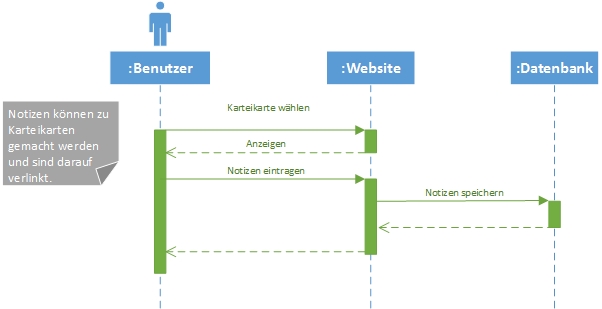 :Benutzer
:Website
:Datenbank
Notizen können zu
Karteikarten
gemacht werden
und sind darauf
verlinkt.
Karteikarte wählen
Anzeigen
Notizen eintragen
Notizen speichern